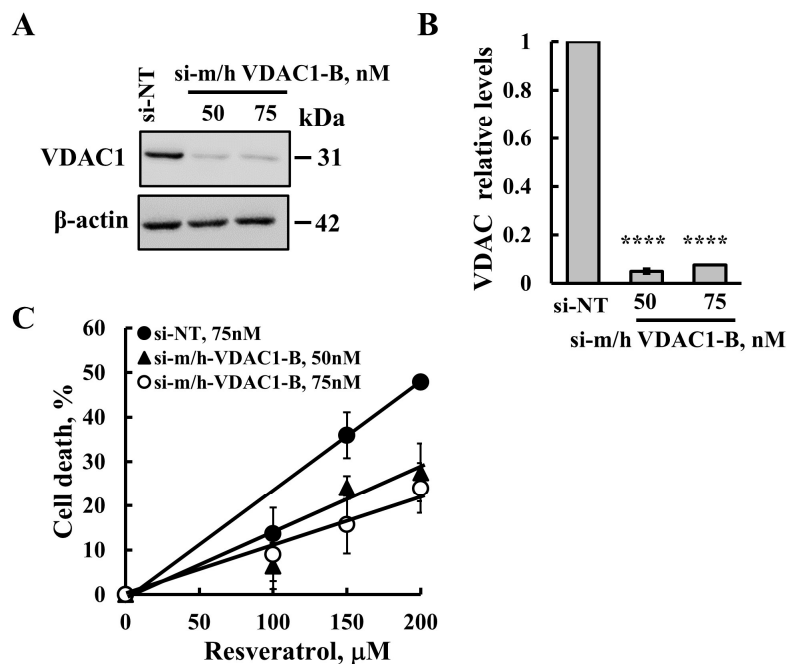 A
si-NT
si-m/h VDAC1-B, nM
50 75 kDa
VDAC1
31
β-actin
42
B
VDAC relative levels
1
0.8
0.6
0.4
0.2
0
**** ****
si-NT 50 75
si-m/h VDAC1-B, nM
C
si-NT, 75nM
si-m/h-VDAC1-B, 50nM
si-m/h-VDAC1-B, 75nM
Cell death, %
60
50
40
30
20
10
0
0 50 100 150 200
Resveratrol, μM